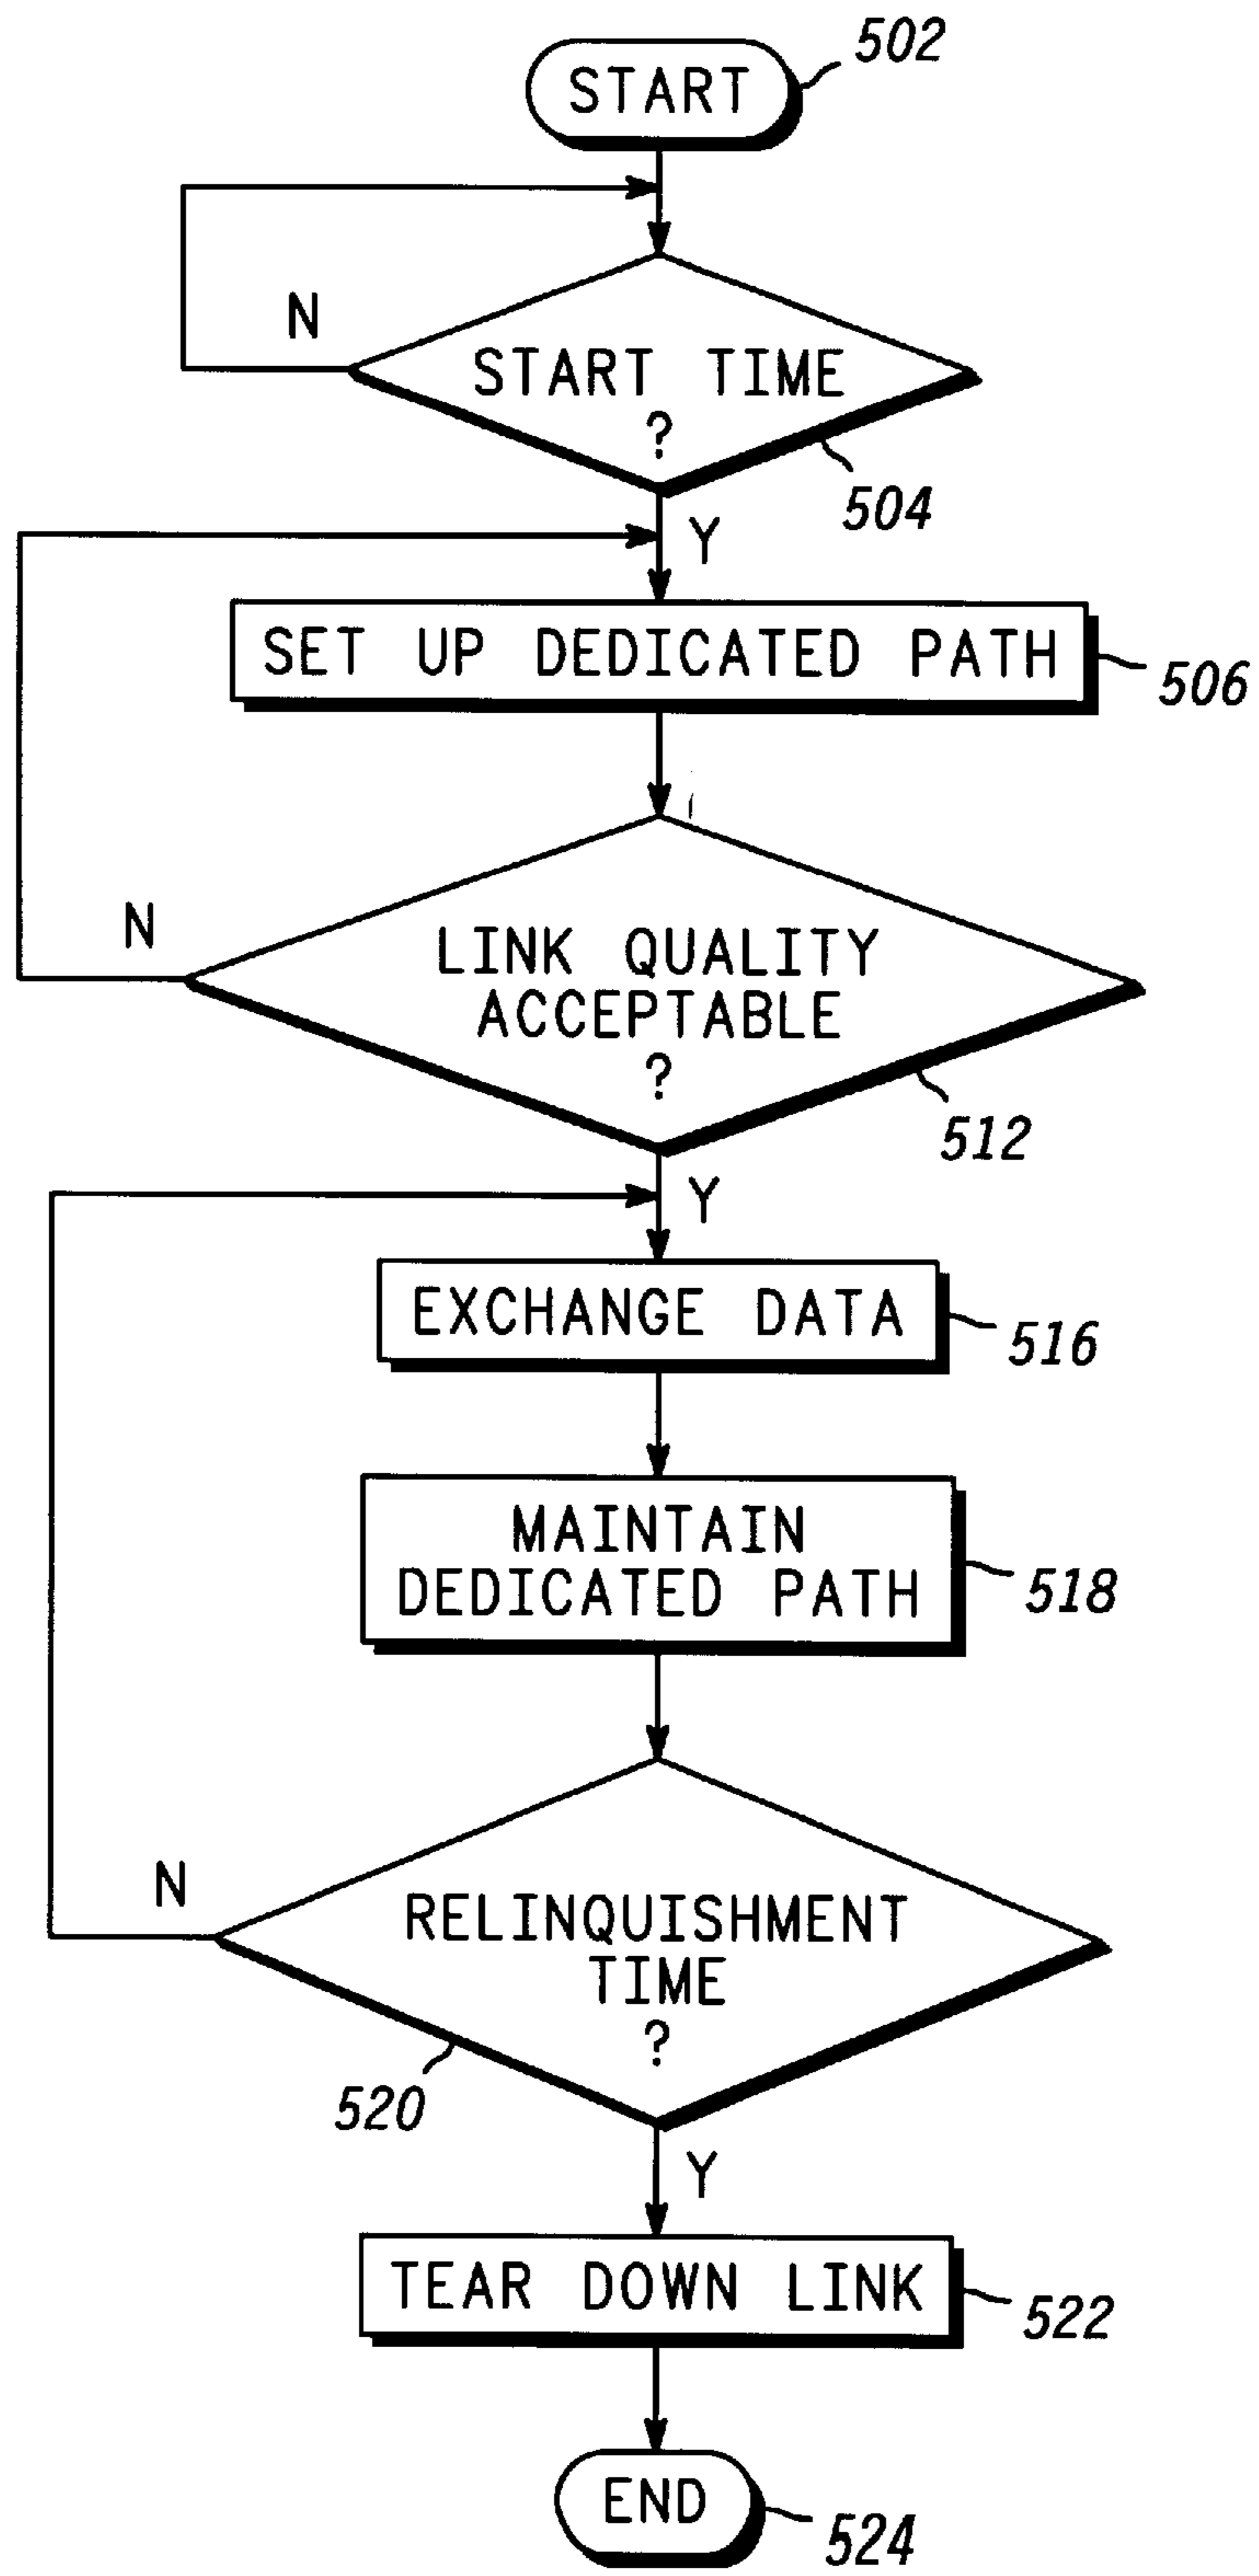 START
502
N
START TIME
?
504
Y
SET UP DEDICATED PATH
506
N
LINK QUALITY
ACCEPTABLE
?
512
Y
EXCHANGE DATA
516
MAINTAIN
DEDICATED PATH
518
N
RELINQUISHMENT
TIME
?
520
Y
TEAR DOWN LINK
522
END
524